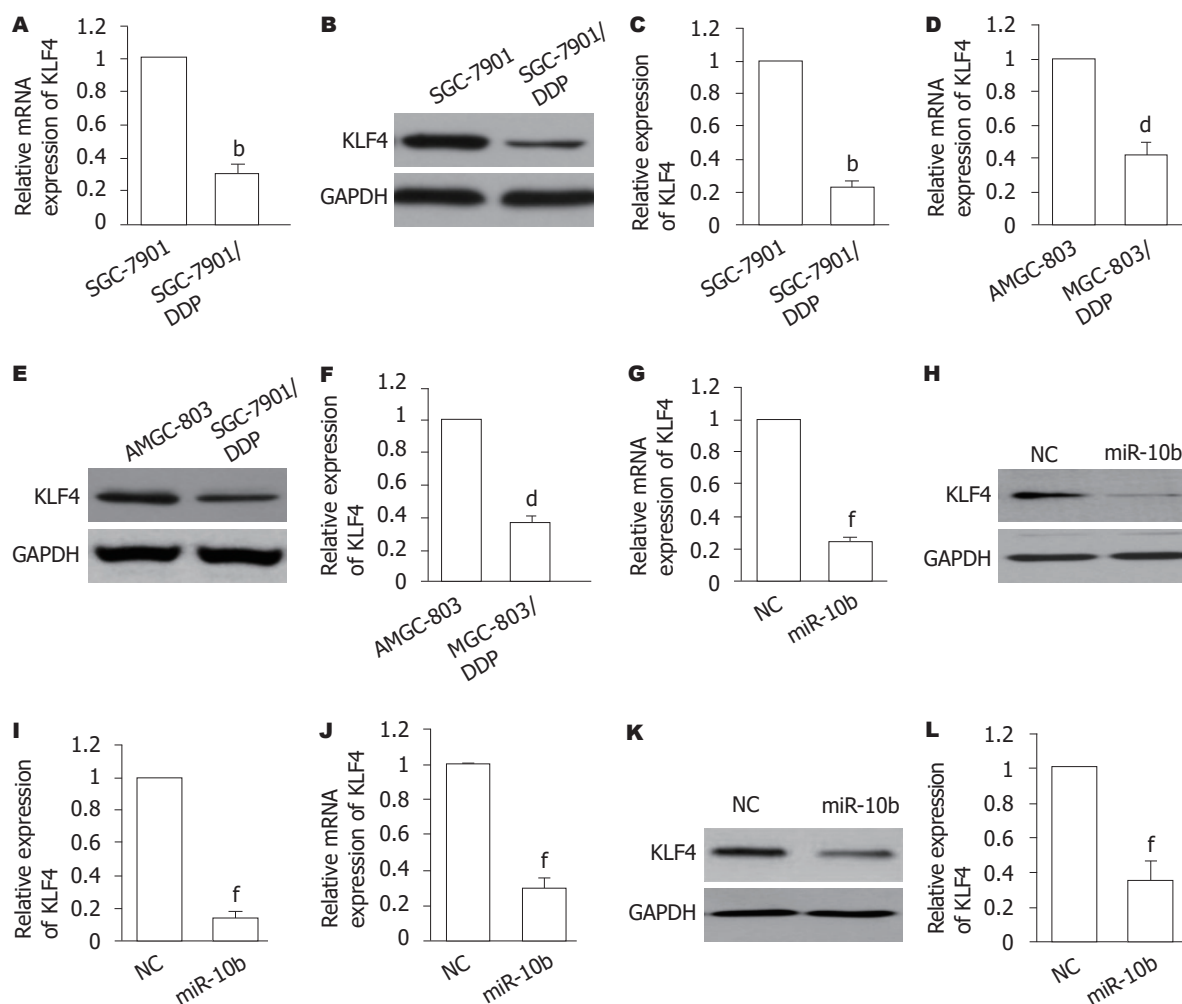 A
Relative mRNA
expression of KLF4
1.2
1
0.8
0.6
0.4
0.2
0
b
SGC-7901
SGC-7901/
DDP
B
SGC-7901
SGC-7901/
DDP
KLF4
GAPDH
C
Relative expression
of KLF4
1.2
1
0.8
0.6
0.4
0.2
0
b
SGC-7901
SGC-7901/
DDP
D
Relative mRNA
expression of KLF4
1.2
1
0.8
0.6
0.4
0.2
0
d
AMGC-803
MGC-803/
DDP
E
AMGC-803
SGC-7901/
DDP
KLF4
GAPDH
F
Relative expression
of KLF4
1.2
1
0.8
0.6
0.4
0.2
0
d
AMGC-803
MGC-803/
DDP
G
Relative mRNA
expression of KLF4
1.2
1
0.8
0.6
0.4
0.2
0
f
NC
miR-10b
H
NC
miR-10b
KLF4
GAPDH
I
Relative expression
of KLF4
1.2
1
0.8
0.6
0.4
0.2
0
f
NC
miR-10b
J
Relative mRNA
expression of KLF4
1.2
1
0.8
0.6
0.4
0.2
0
f
NC
miR-10b
K
NC
miR-10b
KLF4
GAPDH
L
Relative expression
of KLF4
1.2
1
0.8
0.6
0.4
0.2
0
f
NC
miR-10b